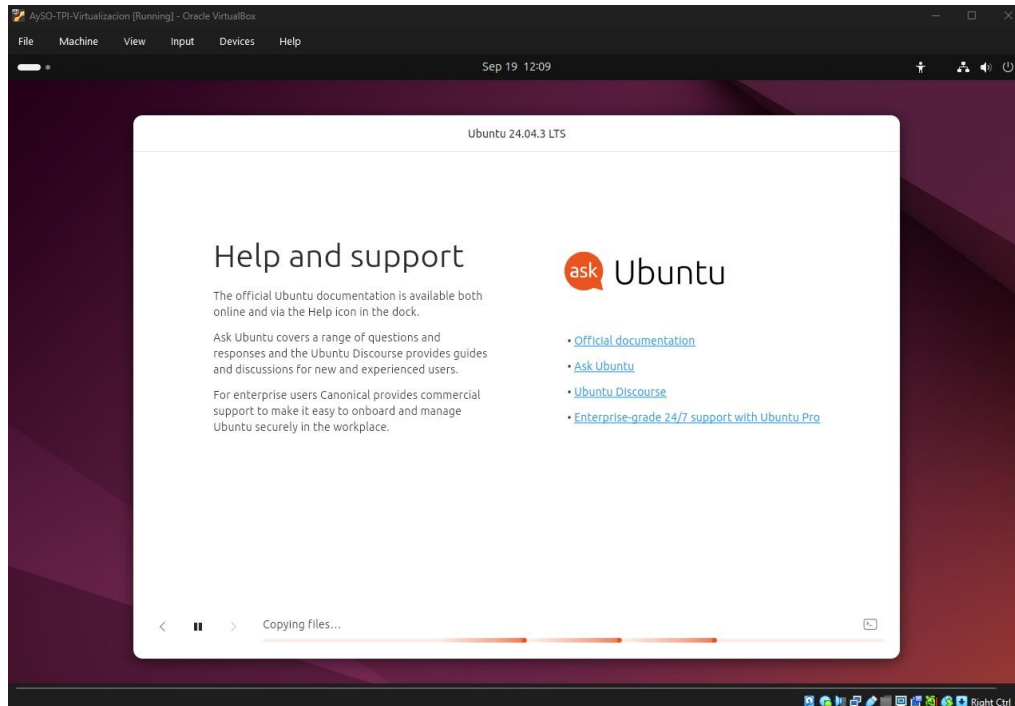 AySO-TPI-Virtualizacion [Running] - Oracle VirtualBox
File Machine View Input Devices Help
Sep 19 12:09
Ubuntu 24.04.3 LTS
Help and support
The official Ubuntu documentation is available both
online and via the Help icon in the dock.
Ask Ubuntu covers a range of questions and
responses and the Ubuntu Discourse provides guides
and discussions for new and experienced users.
For enterprise users Canonical provides commercial
support to make it easy to onboard and manage
Ubuntu securely in the workplace.
ask Ubuntu
• Official documentation
• Ask Ubuntu
• Ubuntu Discourse
• Enterprise-grade 24/7 support with Ubuntu Pro
Copying files...
Right Ctrl